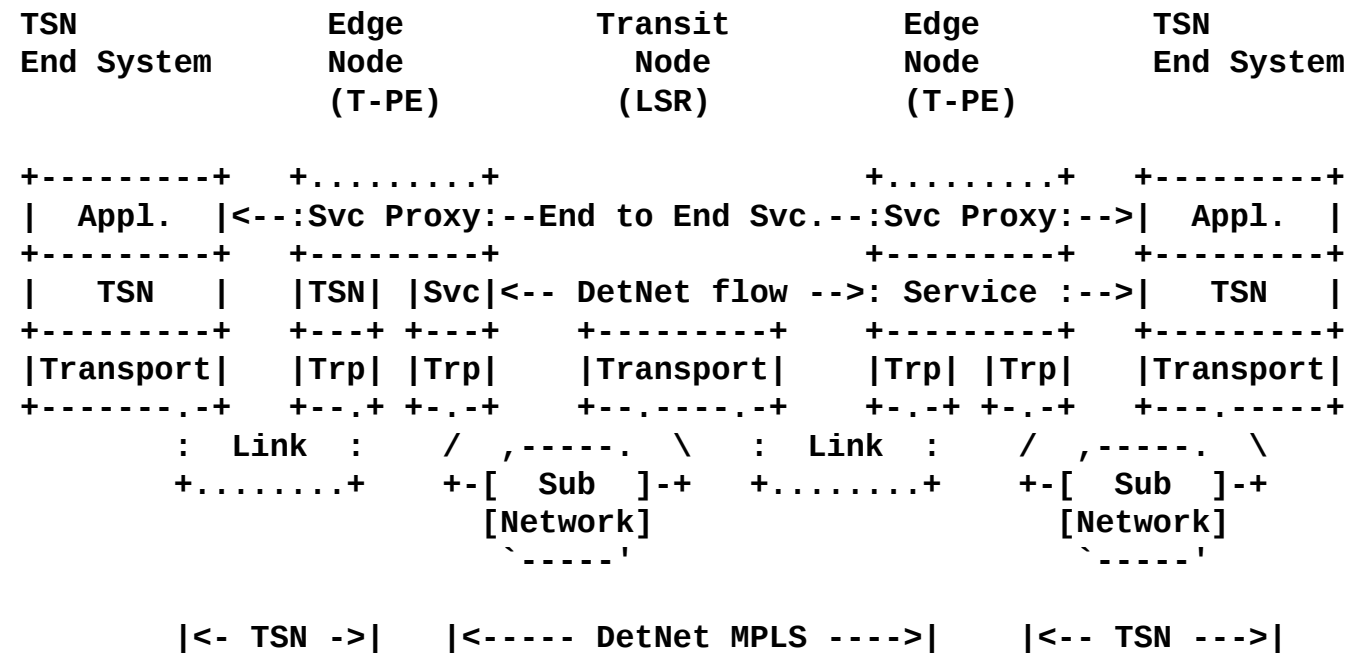 TSN                Edge             Transit          Edge           TSN
End System       Node                Node          Node           End System
                 (T-PE)             (LSR)          (T-PE)

+---------+   +.........+                    +.........+   +---------+
|  Appl.  |<--:Svc Proxy:--End to End Svc.--:Svc Proxy:-->|  Appl.  |
+---------+   +---------+                    +---------+   +---------+
|   TSN   |   |TSN| |Svc|<-- DetNet flow -->: Service :-->|   TSN   |
+---------+   +---+ +---+    +---------+    +---------+   +---------+
|Transport|   |Trp| |Trp|    |Transport|    |Trp| |Trp|   |Transport|
+-------.-+   +--.+ +-.-+    +--.----.-+    +-.-+ +-.-+   +---.-----+
        :  Link  :    /  ,-----.  \   :  Link  :    /  ,-----.  \
        +........+    +-[  Sub  ]-+   +........+    +-[  Sub  ]-+
                        [Network]                     [Network]
                         `-----'                       `-----'

        |<- TSN ->|   |<----- DetNet MPLS ---->|    |<-- TSN --->|